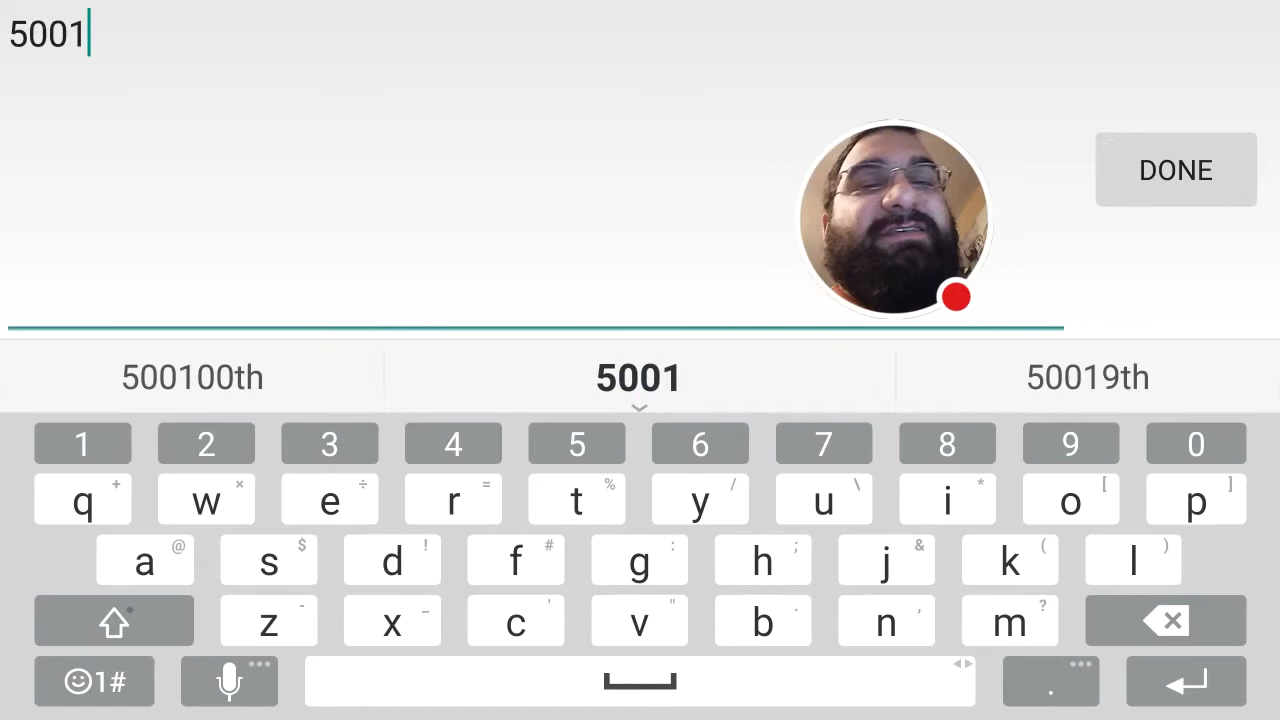 5001
DONE
500100th 5001 50019th
1 2 3 4 5 6 7 8 9 0
q + w × e ÷ r = t % y / u \ i * o [ p ]
a @ s $ d ! f # g : h ; j & k ( l )
z - x _ c ' v " b . n , m ?
1# .